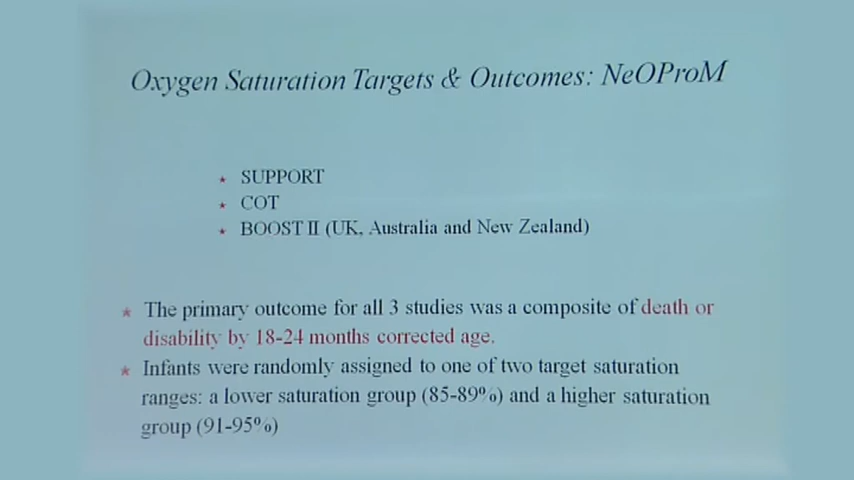 Oxygen Saturation Targets & Outcomes: NeOProM
* SUPPORT
* COT
* BOOST II (UK, Australia and New Zealand)
* The primary outcome for all 3 studies was a composite of death or
disability by 18-24 months corrected age.
* Infants were randomly assigned to one of two target saturation
ranges: a lower saturation group (85-89%) and a higher saturation
group (91-95%)